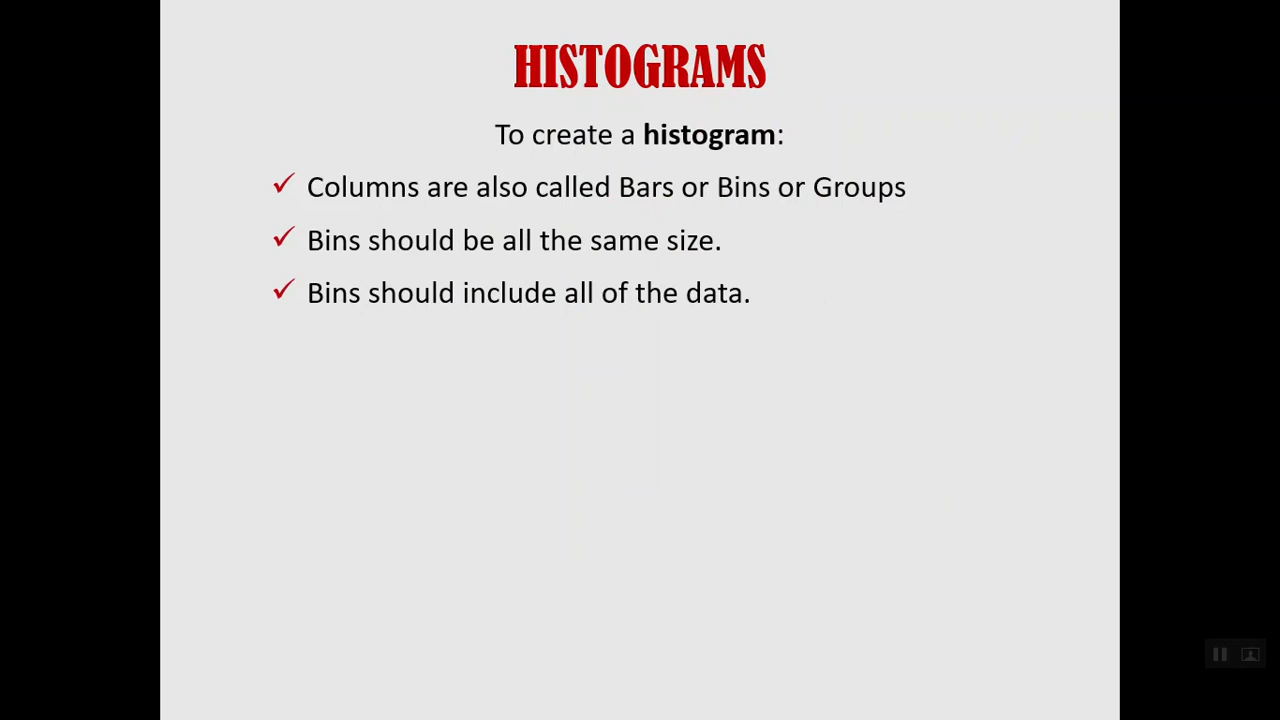 HISTOGRAMS
To create a histogram:
✓ Columns are also called Bars or Bins or Groups
✓ Bins should be all the same size.
✓ Bins should include all of the data.